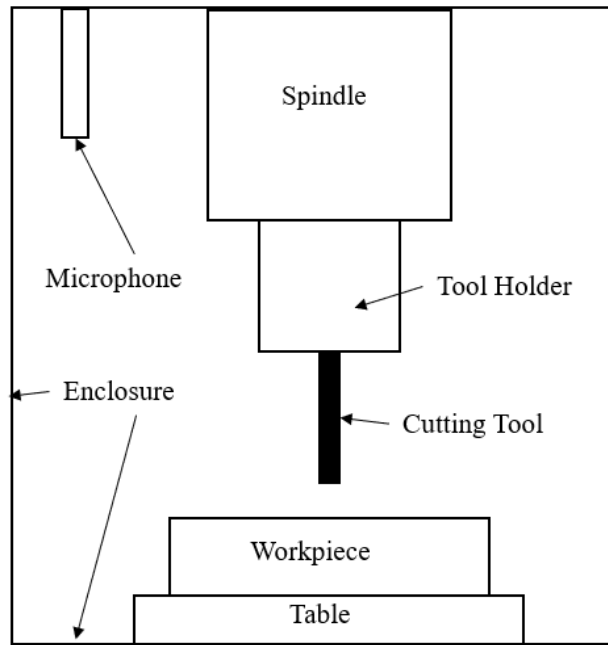 Spindle
Microphone
Tool Holder
Enclosure
Cutting Tool
Workpiece
Table